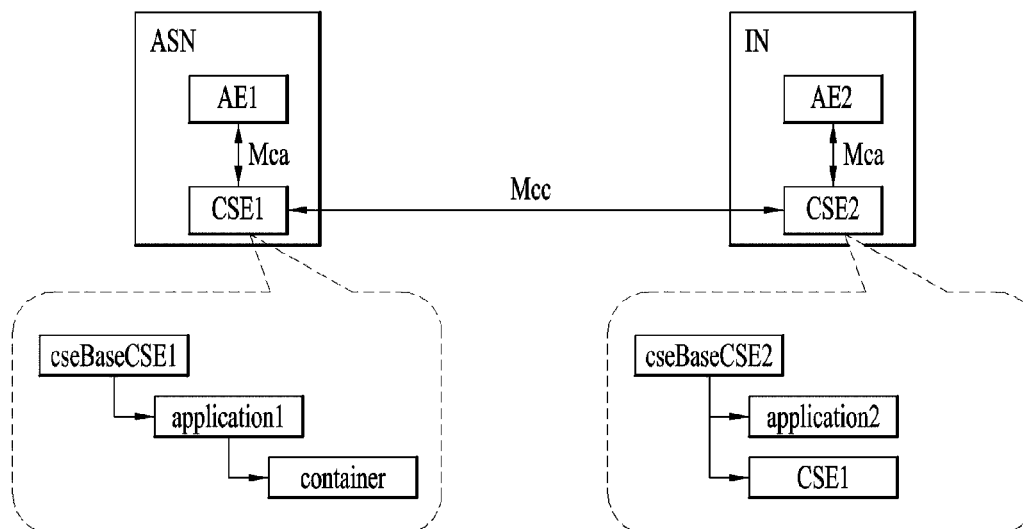 ASN
AE1
Mca
CSE1
Mcc
IN
AE2
Mca
CSE2
cseBaseCSE1
application1
container
cseBaseCSE2
application2
CSE1